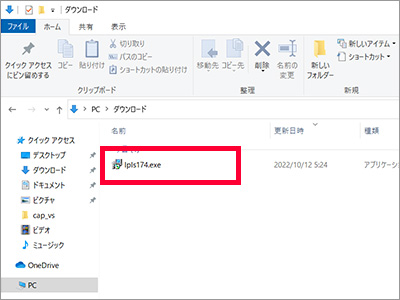 ダウンロード
ファイル ホーム 共有 表示
クイック アクセス
にピン留めする
コピー
貼り付け
切り取り
パスのコピー
ショートカットの貼り付け
クリップボード
移動先
コピー先
削除
名前の
変更
整理
新しい
フォルダー
新しいアイテム
ショートカット
新規
PC > ダウンロード
名前 更新日時 種類
クイック アクセス
デスクトップ
ダウンロード
ドキュメント
ピクチャ
cap_vs
ビデオ
ミュージック
OneDrive
PC
lpls174.exe 2022/10/12 5:24 アプリケーシ